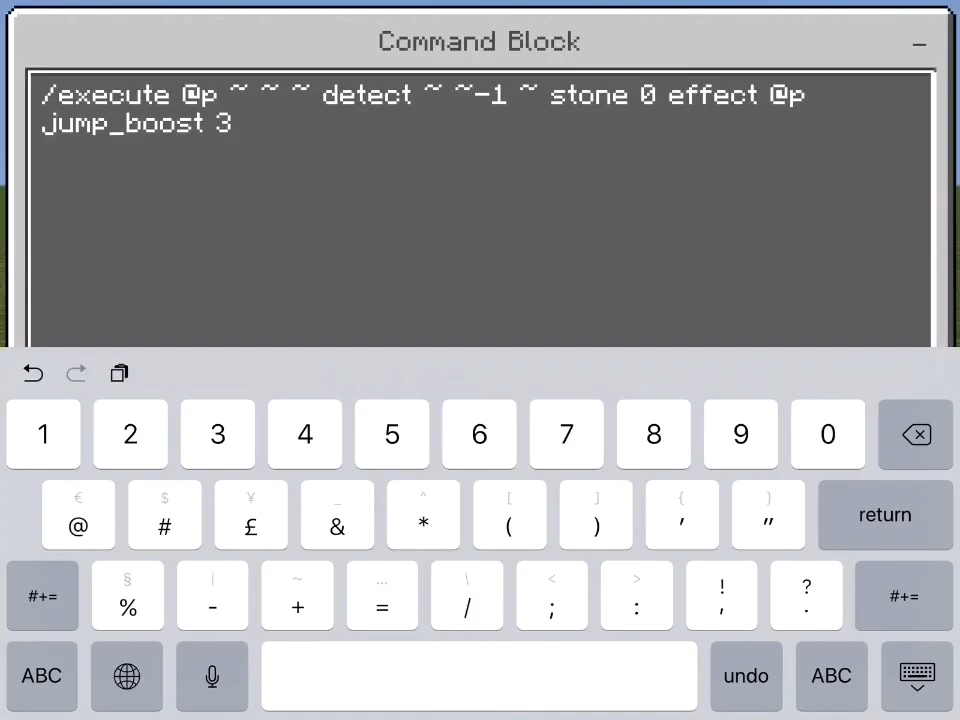 Command Block
/execute @p ~ ~ ~ detect ~ ~-1 ~ stone 0 effect @p
jump_boost 3
1 2 3 4 5 6 7 8 9 0
€ $ ¥ _ ^ [ ] { }
@ # £ & * ( ) ' " return
§ | ~ ... \ < > ! ?
#+= % - + = / ; : , . #+=
ABC undo ABC